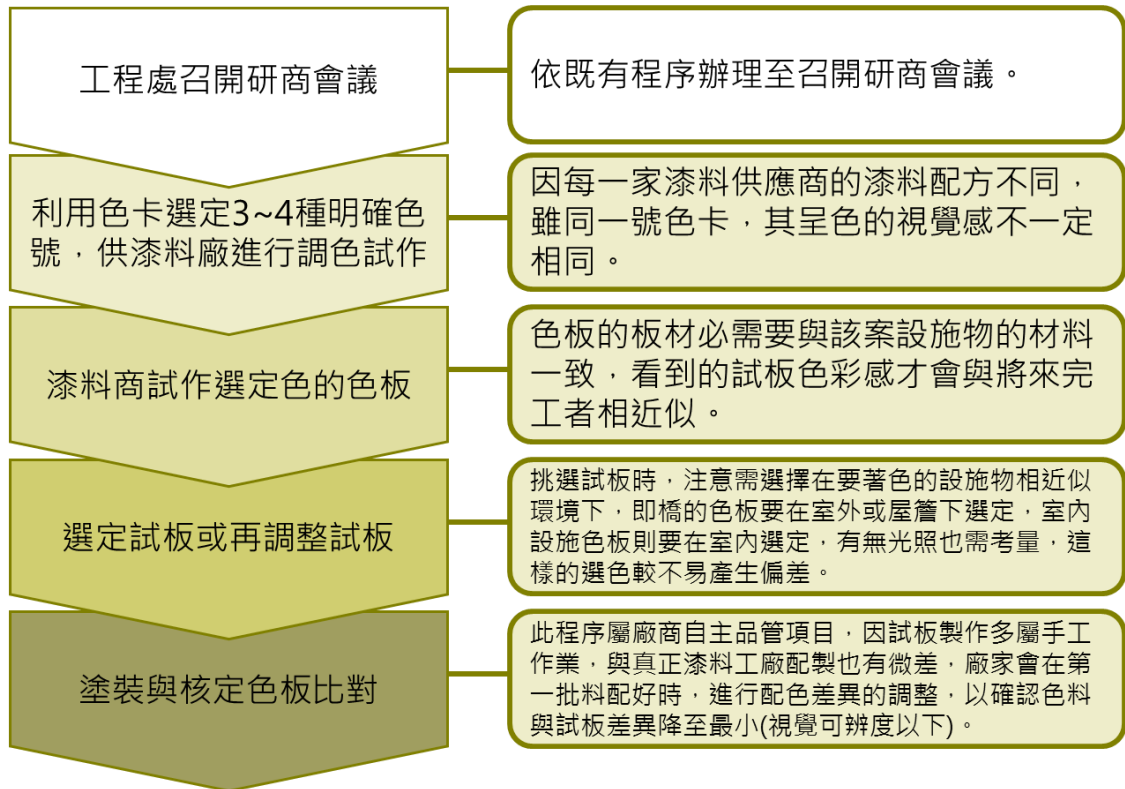 工程處召開研商會議
依既有程序辦理至召開研商會議。
利用色卡選定3~4種明確色
號，供漆料廠進行調色試作
因每一家漆料供應商的漆料配方不同，
雖同一號色卡，其呈色的視覺感不一定
相同。
漆料商試作選定色的色板
色板的板材必需要與該案設施物的材料
一致，看到的試板色彩感才會與將來完
工者相近似。
選定試板或再調整試板
挑選試板時，注意需選擇在要著色的設施物相近似
環境下，即橋的色板要在室外或屋簷下選定，室內
設施色板則要在室內選定，有無光照也需考量，這
樣的選色較不易產生偏差。
塗裝與核定色板比對
此程序屬廠商自主品管項目，因試板製作多屬手工
作業，與真正漆料工廠配製也有微差，廠家會在第
一批料配好時，進行配色差異的調整，以確認色料
與試板差異降至最小(視覺可辨度以下)。